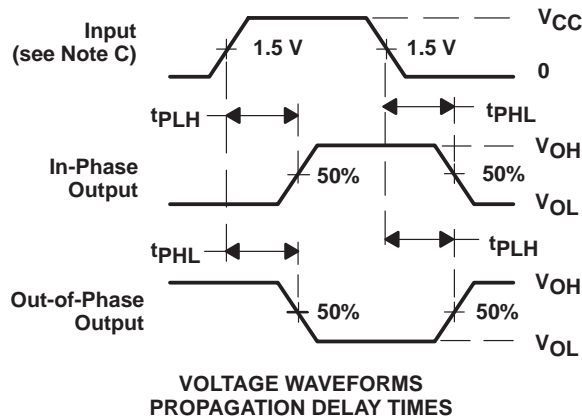 Input
(see Note C)
1.5 V
1.5 V
VCC
0
tPLH
tPHL
In-Phase
Output
50%
50%
VOH
VOL
tPHL
tPLH
Out-of-Phase
Output
50%
50%
VOH
VOL
VOLTAGE WAVEFORMS
PROPAGATION DELAY TIMES